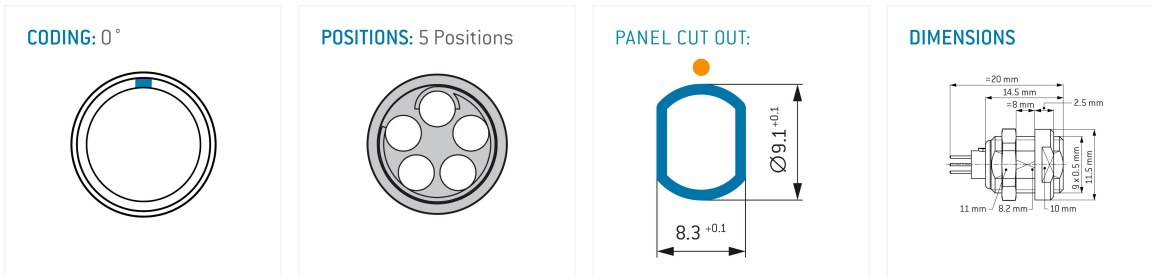 CODING: 0°
POSITIONS: 5 Positions
PANEL CUT OUT:
Ø9.1 +0.1
8.3 +0.1
DIMENSIONS
≈20 mm
14.5 mm
≈8 mm
2.5 mm
9 x 0.5 mm
11.5 mm
11 mm
8.2 mm
10 mm